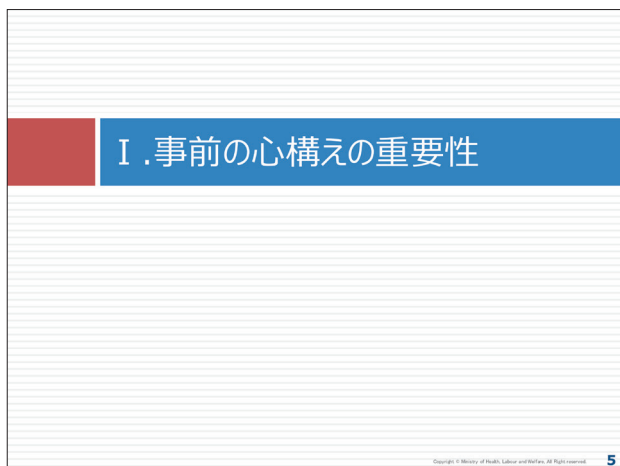 Ⅰ.事前の心構えの重要性
Copyright © Ministry of Health, Labour and Welfare, All Right reserved.
5